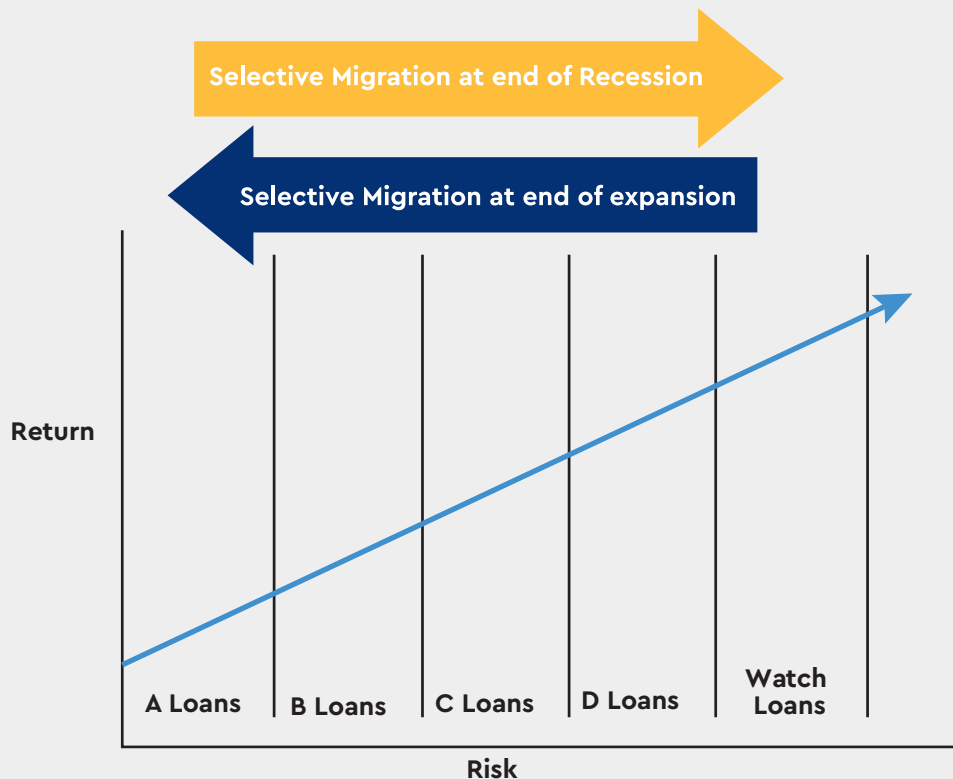 Selective Migration at end of Recession
Selective Migration at end of expansion
Return
A Loans
B Loans
C Loans
D Loans
Watch
Loans
Risk